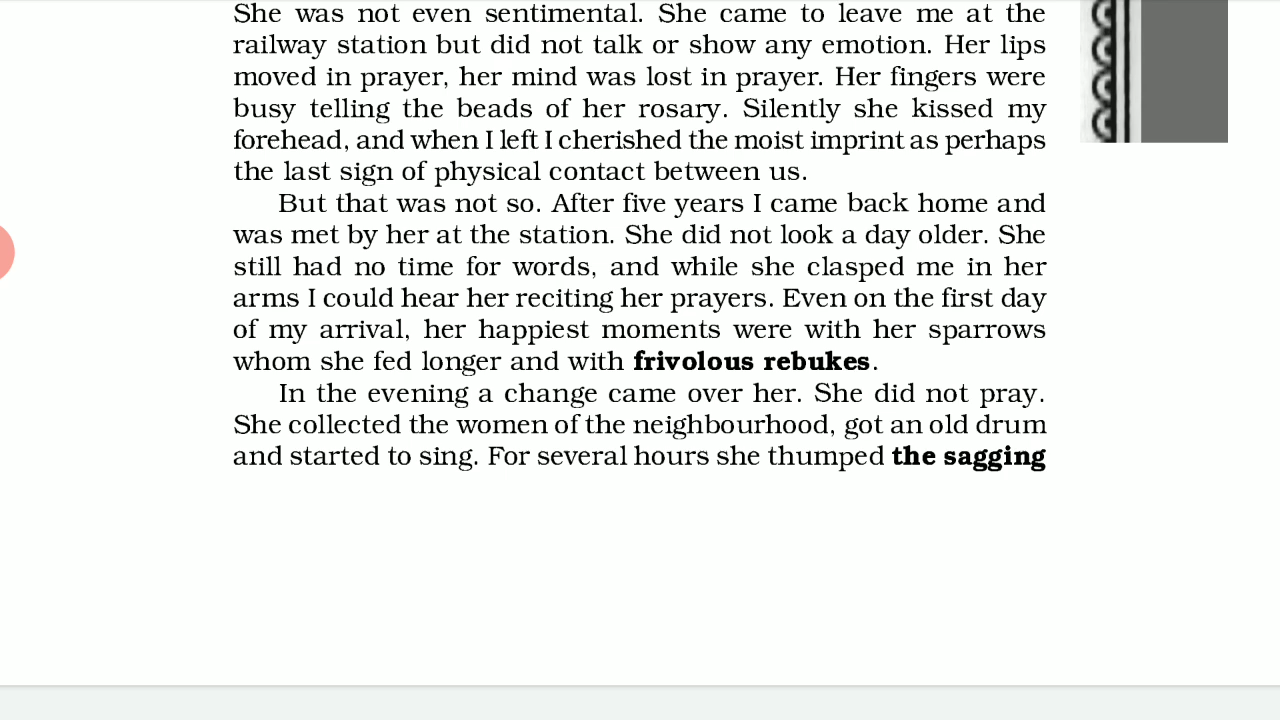 She was not even sentimental. She came to leave me at the
railway station but did not talk or show any emotion. Her lips
moved in prayer, her mind was lost in prayer. Her fingers were
busy telling the beads of her rosary. Silently she kissed my
forehead, and when I left I cherished the moist imprint as perhaps
the last sign of physical contact between us.
But that was not so. After five years I came back home and
was met by her at the station. She did not look a day older. She
still had no time for words, and while she clasped me in her
arms I could hear her reciting her prayers. Even on the first day
of my arrival, her happiest moments were with her sparrows
whom she fed longer and with frivolous rebukes.
In the evening a change came over her. She did not pray.
She collected the women of the neighbourhood, got an old drum
and started to sing. For several hours she thumped the sagging